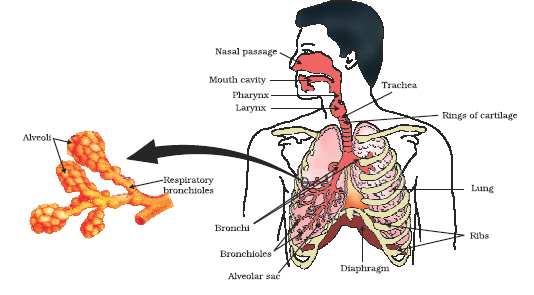 Nasal passage
Mouth cavity
Pharynx
Larynx
Trachea
Rings of cartilage
Alveoli
Respiratory
bronchioles
Lung
Bronchi
Ribs
Bronchioles
Alveolar sac
Diaphragm